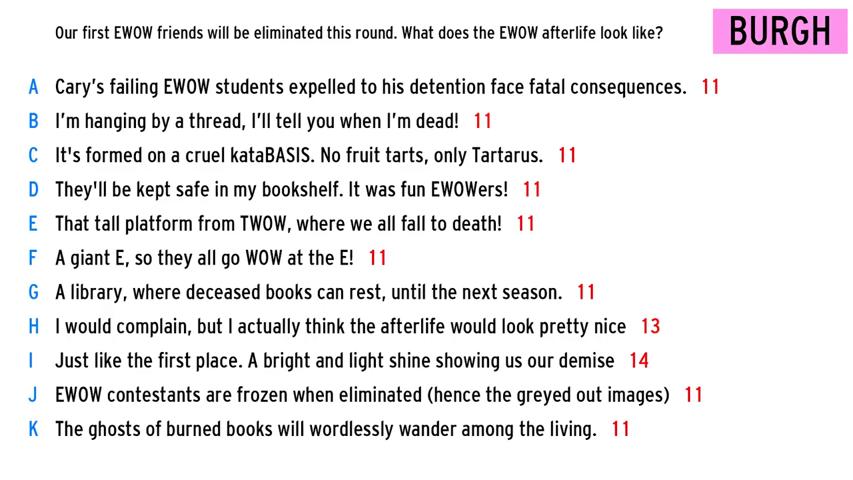 Our first EWOW friends will be eliminated this round. What does the EWOW afterlife look like?
BURGH
A Cary's failing EWOW students expelled to his detention face fatal consequences. 11
B I'm hanging by a thread, I'll tell you when I'm dead! 11
C It's formed on a cruel kataBASIS. No fruit tarts, only Tartarus. 11
D They'll be kept safe in my bookshelf. It was fun EWOWers! 11
E That tall platform from TWOW, where we all fall to death! 11
F A giant E, so they all go WOW at the E! 11
G A library, where deceased books can rest, until the next season. 11
H I would complain, but I actually think the afterlife would look pretty nice 13
I Just like the first place. A bright and light shine showing us our demise 14
J EWOW contestants are frozen when eliminated (hence the greyed out images) 11
K The ghosts of burned books will wordlessly wander among the living. 11